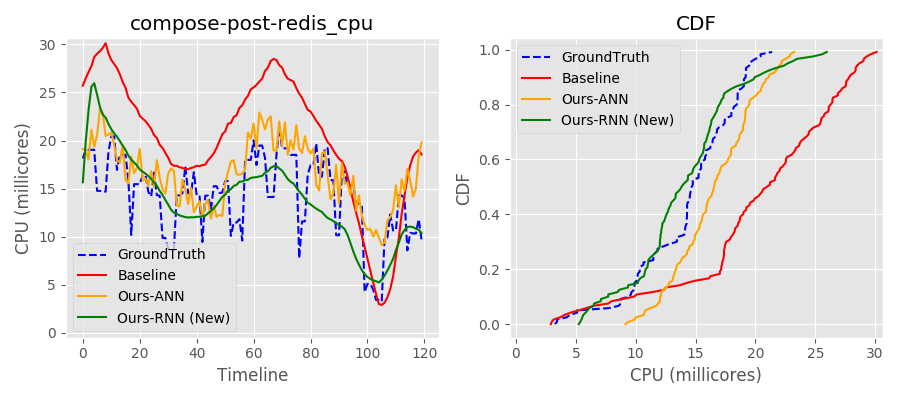 compose-post-redis_cpu
CPU (millicores)
30
25
20
15
10
5
0
GroundTruth
Baseline
Ours-ANN
Ours-RNN (New)
0 20 40 60 80 100 120
Timeline
CDF
CDF
1.0
0.8
0.6
0.4
0.2
0.0
GroundTruth
Baseline
Ours-ANN
Ours-RNN (New)
0 5 10 15 20 25 30
CPU (millicores)